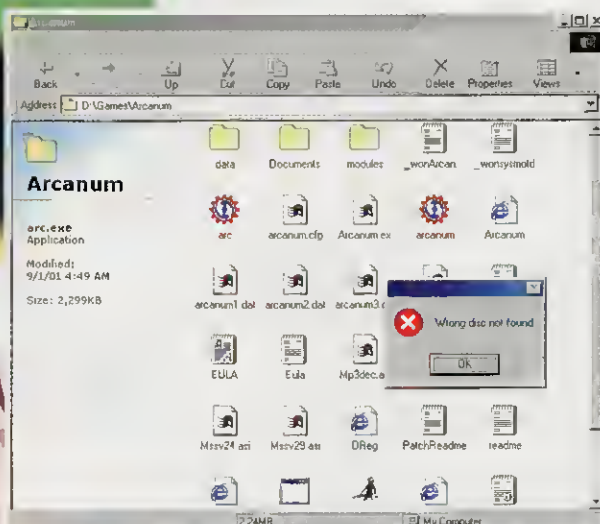 Arcanum
Back
Up
Cut
Copy
Paste
Undo
Delete
Properties
Views
Address
D:\Games\Arcanum
Arcanum
arc.exe
Application
Modified:
9/1/01 4:49 AM
Size: 2,299KB
data
Documents
modules
_wonArcan.
_wonsysmold
arc
arcanum.cfg
Arcanum.ex
arcanum
Arcanum
arcanum1.dat
arcanum2.dat
Wrong disc not found
OK
EULA
Eula
Mp3dec.a
Mssv24.asi
Mssv29.asi
DReg
PatchReadme
readme
2.24MB
My Computer